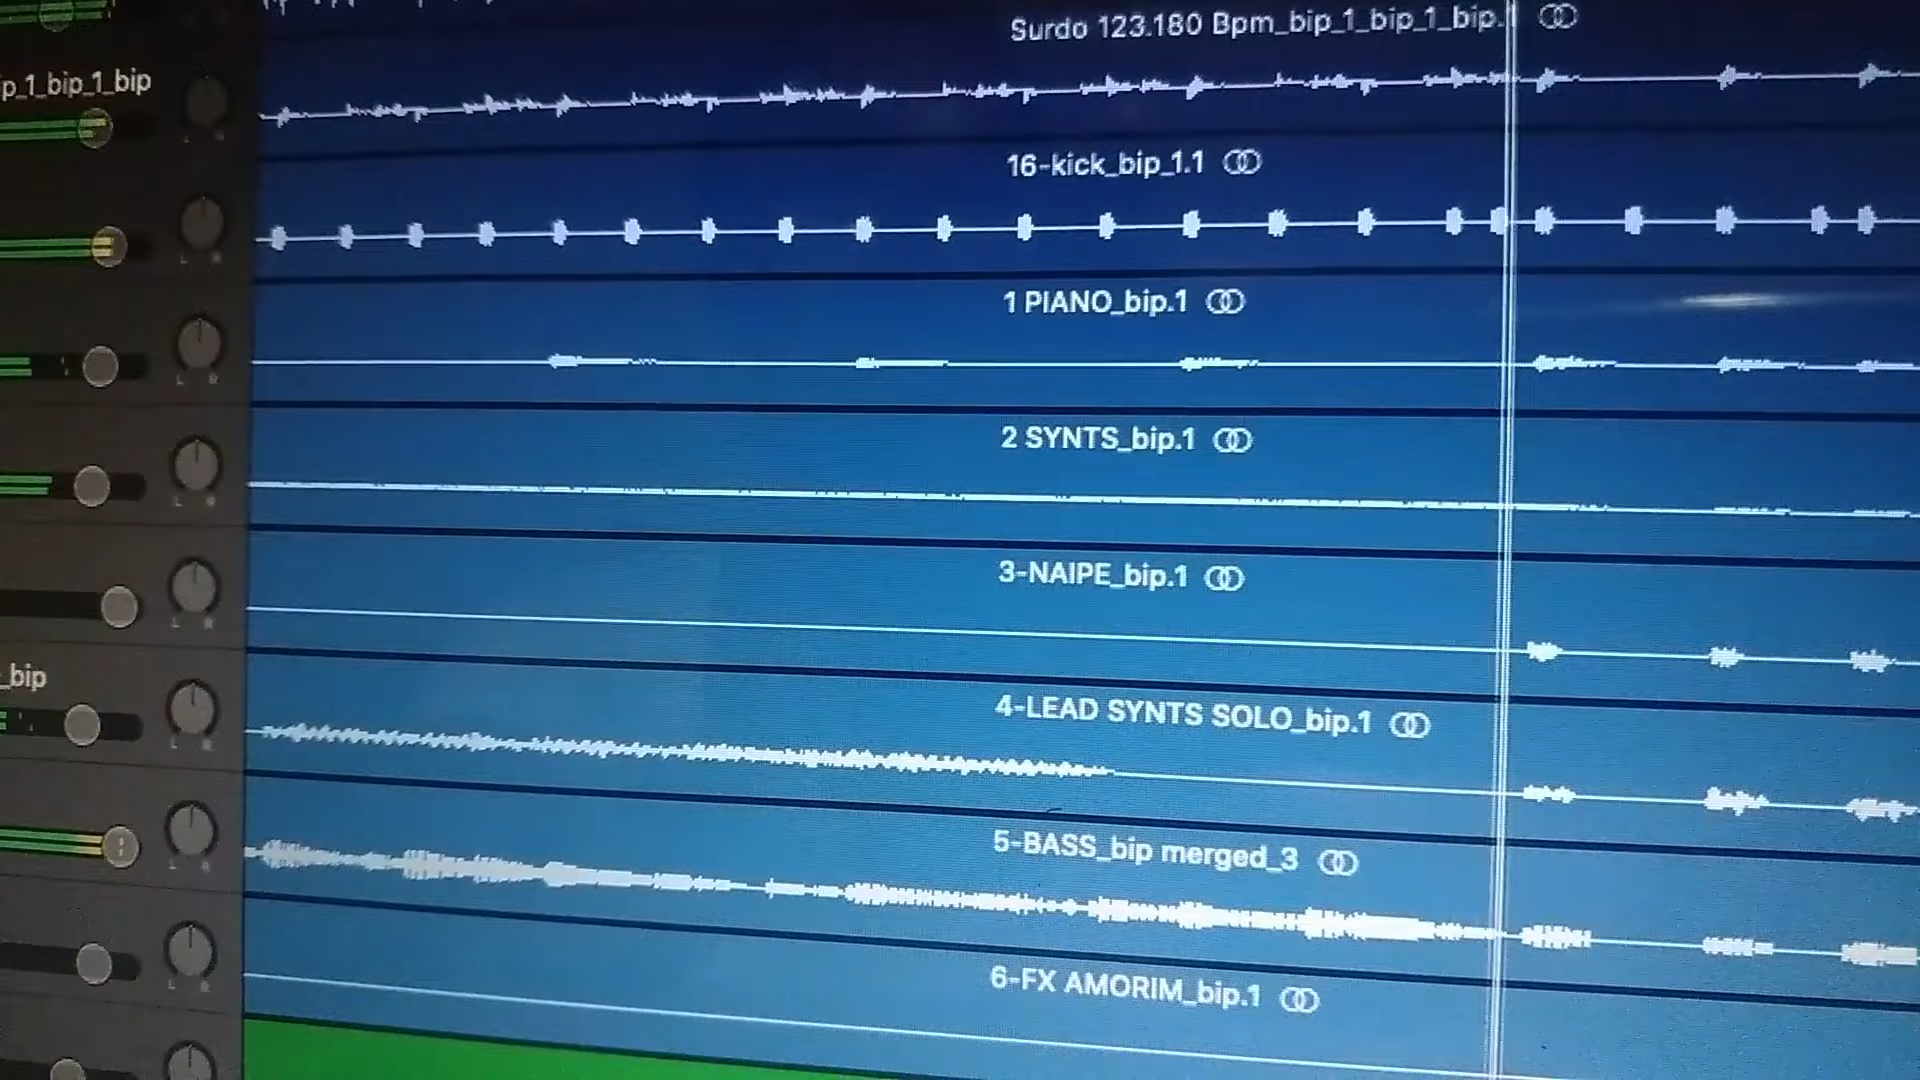 Surdo 123.180 Bpm_bip_1_bip_1_bip.1
p_1_bip_1_bip
L R
16-kick_bip_1.1
L R
1 PIANO_bip.1
L R
2 SYNTS_bip.1
L R
3-NAIPE_bip.1
L R
_bip
4-LEAD SYNTS SOLO_bip.1
L R
5-BASS_bip merged_3
L R
6-FX AMORIM_bip.1
L R